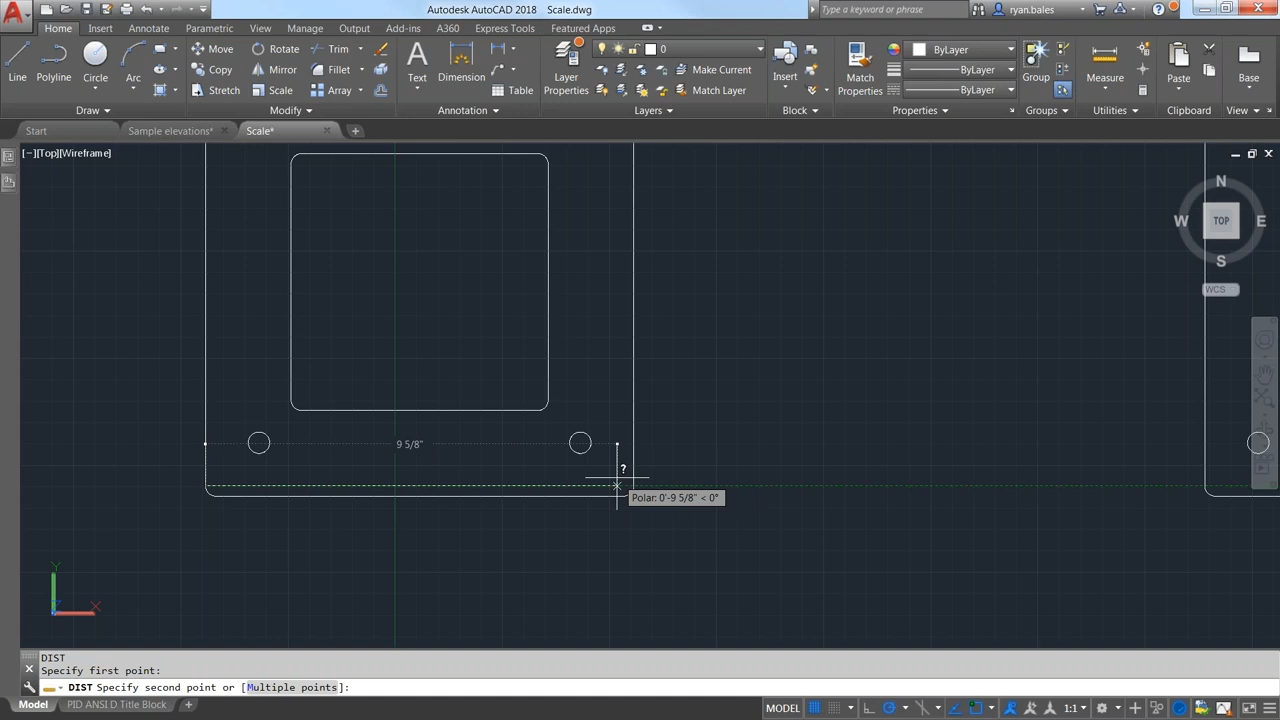 Autodesk AutoCAD 2018 Scale.dwg
Type a keyword or phrase
ryan.bales
Home Insert Annotate Parametric View Manage Output Add-ins A360 Express Tools Featured Apps
Line Polyline Circle Arc
Move Rotate Trim
Copy Mirror Fillet
Stretch Scale Array
Text Dimension
Table
Layer Properties
0
Make Current
Match Layer
Insert
Match Properties
ByLayer
ByLayer
ByLayer
Group
Measure
Paste
Base
Draw Modify Annotation Layers Block Properties Groups Utilities Clipboard View
Start Sample elevations* Scale*
[−][Top][Wireframe]
N
W TOP E
S
WCS
9 5/8"
?
Polar: 0'-9 5/8" < 0°
Y
X
DIST
Specify first point:
DIST Specify second point or [Multiple points]:
Model PID ANSI D Title Block
MODEL 1:1